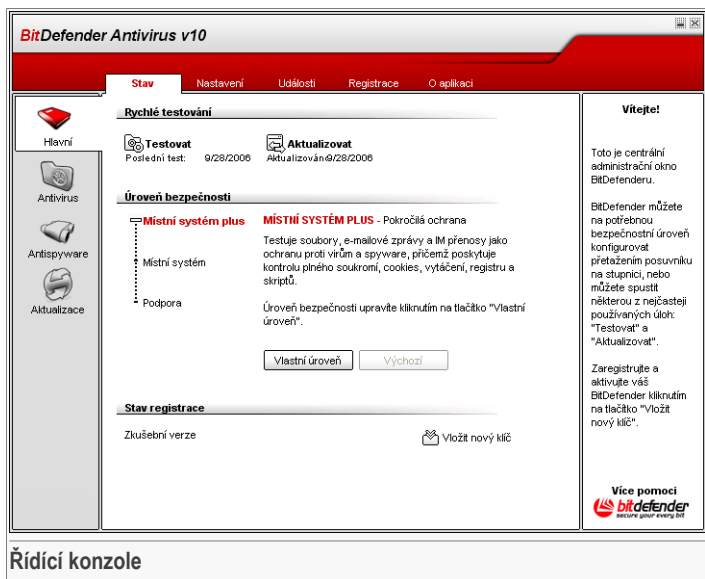 BitDefender Antivirus v10
Stav Nastavení Události Registrace O aplikaci
Hlavní
Antivirus
Antispyware
Aktualizace
Rychlé testování
Testovat
Poslední test: 9/28/2006
Aktualizovat
Aktualizováno9/28/2006
Úroveň bezpečnosti
Místní systém plus
Místní systém
Podpora
MÍSTNÍ SYSTÉM PLUS - Pokročilá ochrana
Testuje soubory, e-mailové zprávy a IM přenosy jako
ochranu proti virům a spyware, přičemž poskytuje
kontrolu plného soukromí, cookies, vytáčení, registru a
skriptů.
Úroveň bezpečnosti upravíte kliknutím na tlačítko "Vlastní
úroveň".
Vlastní úroveň
Výchozí
Stav registrace
Zkušební verze
Vložit nový klíč
Vítejte!
Toto je centrální
administrační okno
BitDefenderu.
BitDefender můžete
na potřebnou
bezpečnostní úroveň
konfigurovat
přetažením posuvníku
na stupnici, nebo
můžete spustit
některou z nejčasteji
používaných úloh:
"Testovat" a
"Aktualizovat".
Zaregistrujte a
aktivujte váš
BitDefender kliknutím
na tlačítko "Vložit
nový klíč".
Více pomoci
bitdefender
secure your every bit
Řídící konzole